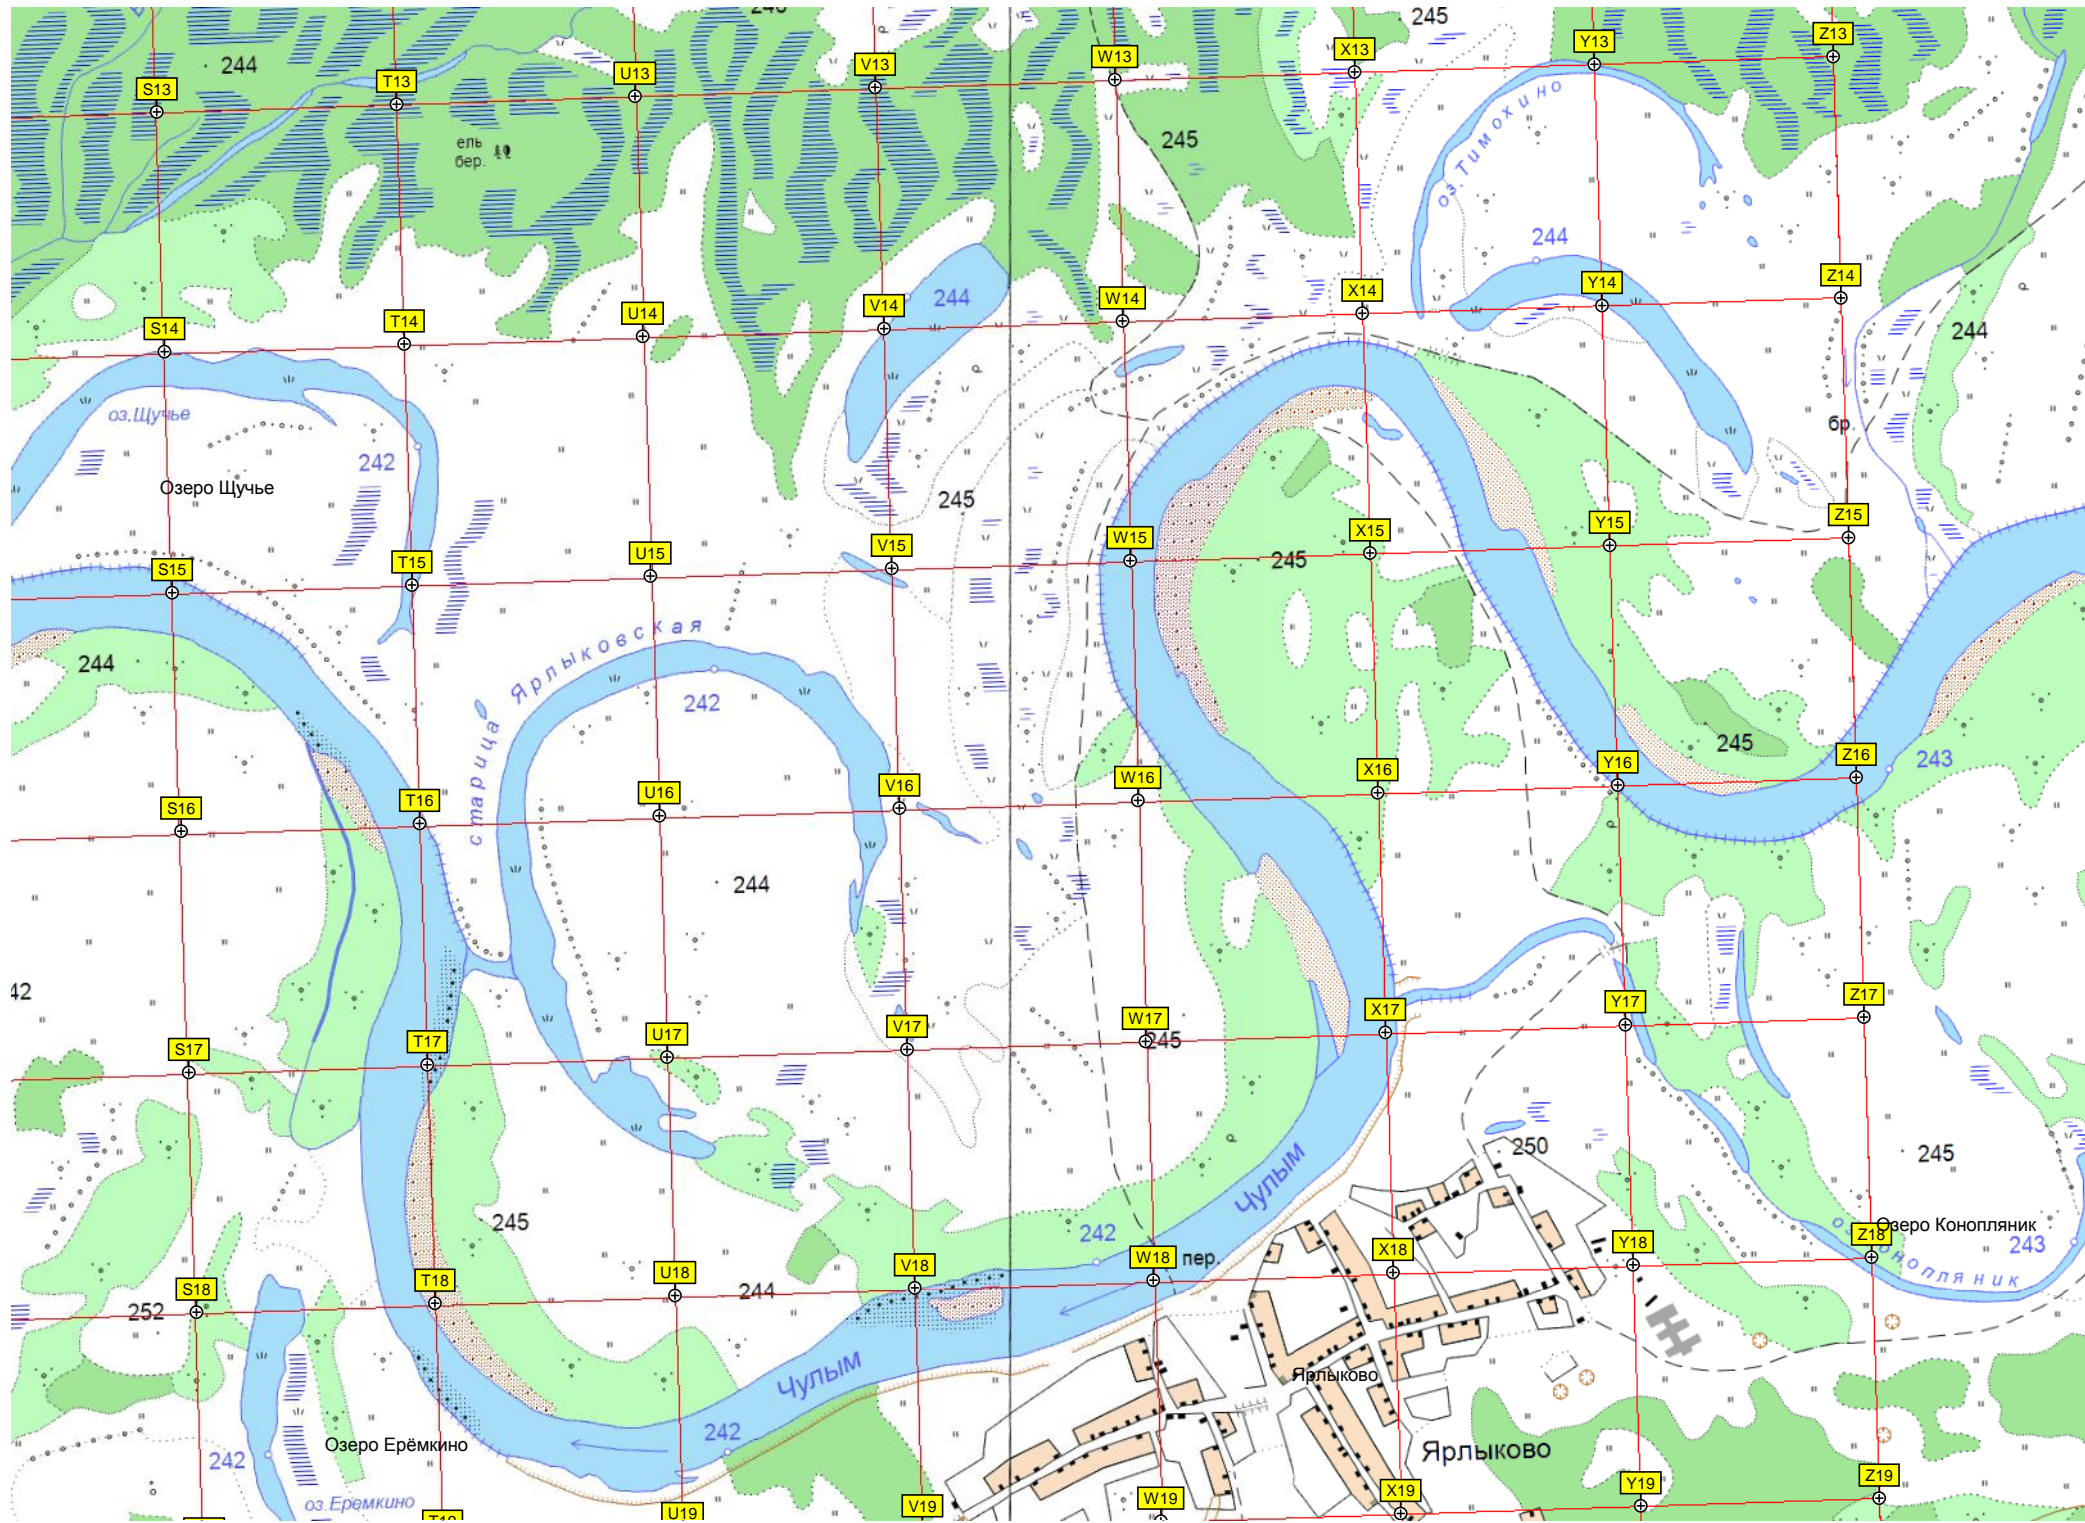 246
245
244
S13
T13
U13
V13
W13
X13
Y13
Z13
ель
бер.
245
оз. Тимохино
244
244
S14
T14
U14
V14
W14
X14
Y14
Z14
244
оз.Щучье
242
Озеро Щучье
бр.
245
S15
T15
U15
V15
W15
X15
Y15
Z15
245
244
старица Ярлыковская
242
245
243
S16
T16
U16
V16
W16
X16
Y16
Z16
244
42
S17
T17
U17
V17
W17
X17
Y17
Z17
245
250
245
Чулым
245
242
пер.
Озеро Конопляник
оз. Конопляник
243
S18
T18
U18
V18
W18
X18
Y18
Z18
252
244
Чулым
Ярлыково
242
242
Озеро Ерёмкино
оз.Еремкино
Ярлыково
T19
U19
V19
W19
X19
Y19
Z19